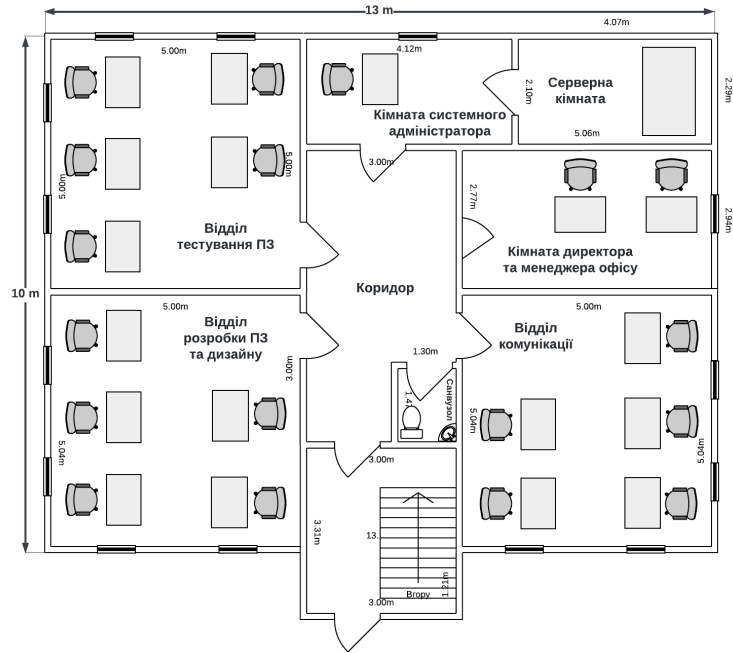 13 m
4.07m
5.00m
4.12m
2.10m
Серверна
кімната
2.29m
Кімната системного
адміністратора
5.06m
3.00m
5.00m
5.00m
2.77m
2.94m
Відділ
тестування ПЗ
Кімната директора
та менеджера офісу
10 m
Коридор
5.00m
5.00m
Відділ
розробки ПЗ
та дизайну
Відділ
комунікації
3.00m
1.30m
Санвузол
5.04m
5.04m
5.04m
3.00m
3.31m
13.
1.21m
Вгору
3.00m